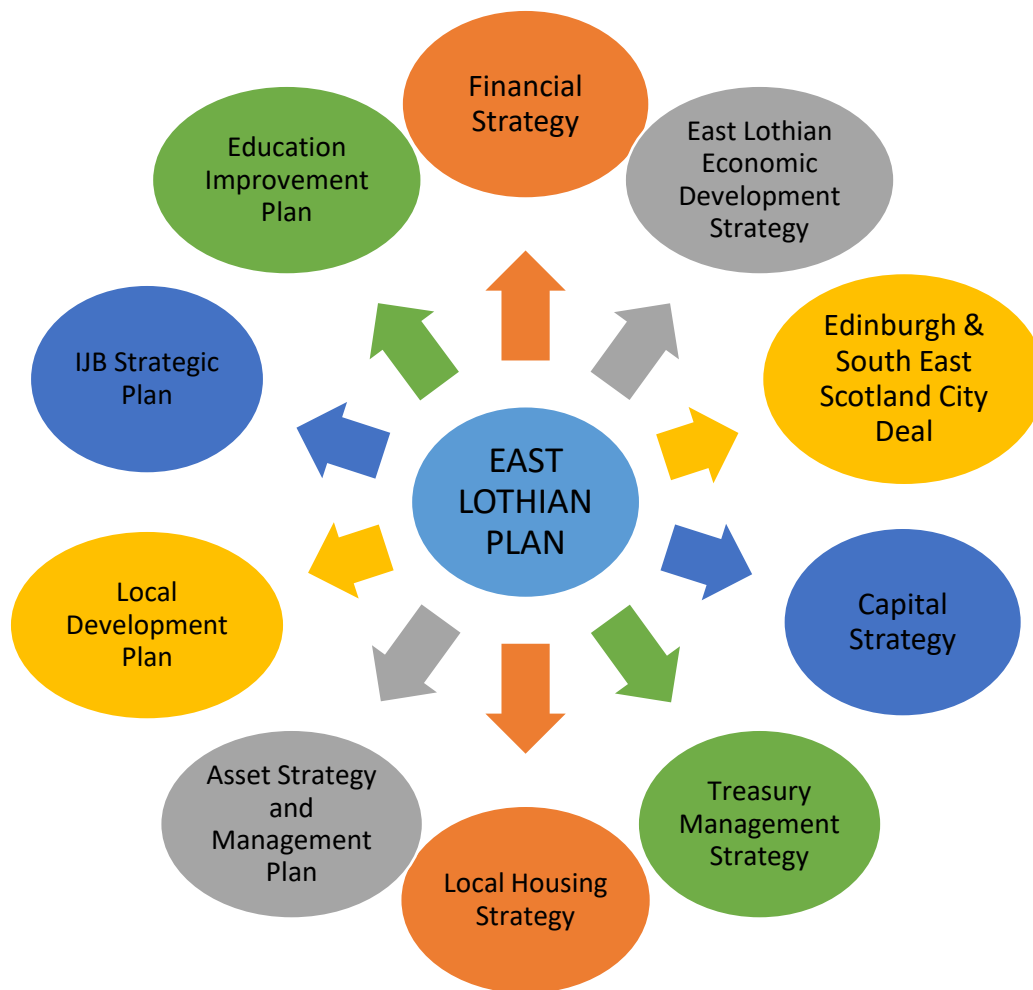 Financial
Strategy
East Lothian
Economic
Development
Strategy
Edinburgh &
South East
Scotland City
Deal
Capital
Strategy
Treasury
Management
Strategy
Local Housing
Strategy
Asset Strategy
and
Management
Plan
Local
Development
Plan
IJB Strategic
Plan
Education
Improvement
Plan
EAST
LOTHIAN
PLAN